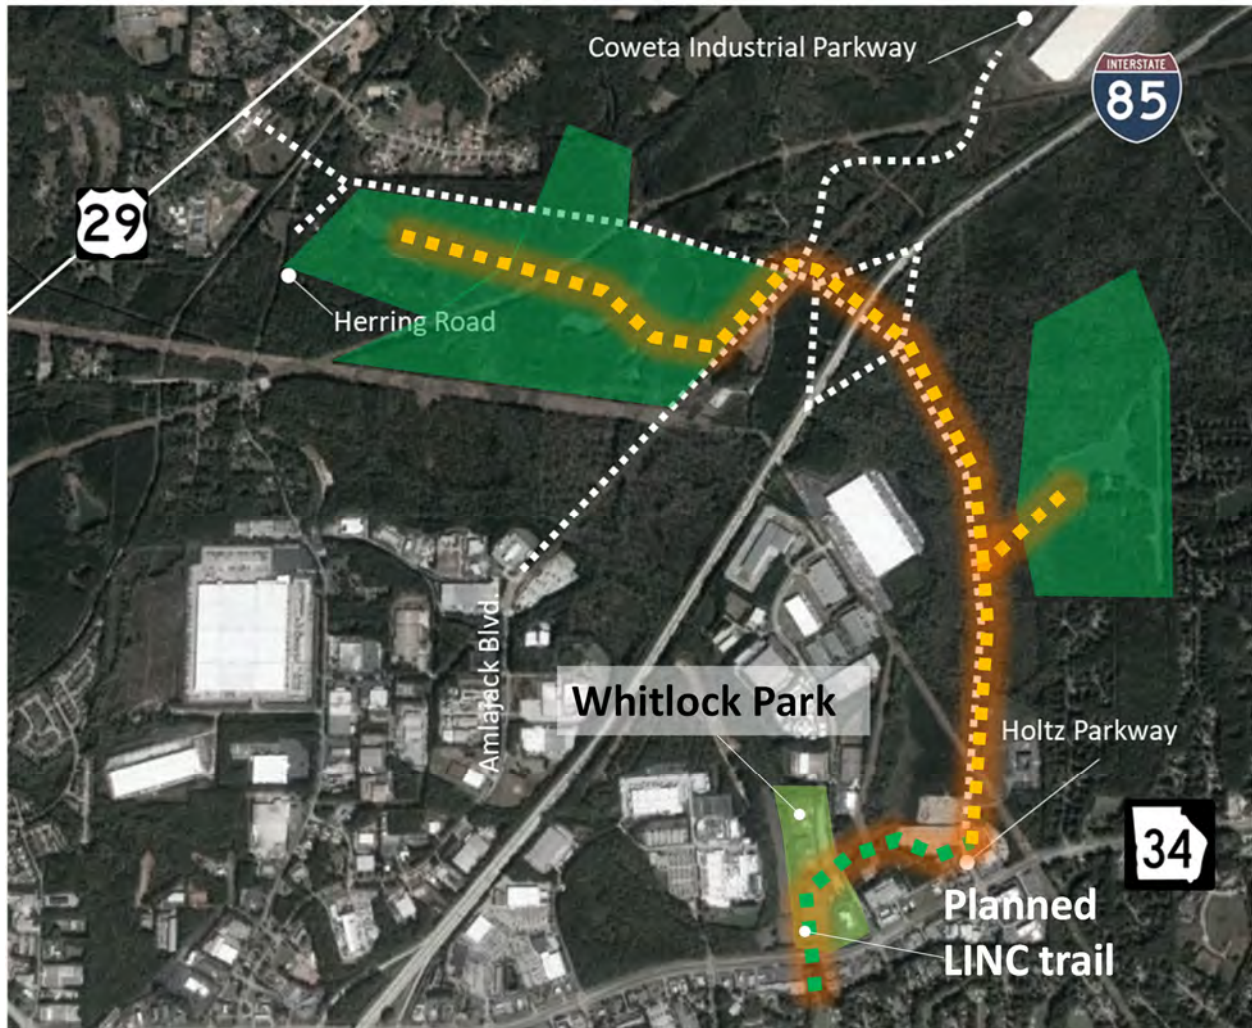 Coweta Industrial Parkway
INTERSTATE
85
29
Herring Road
Amlajack Blvd.
Whitlock Park
Holtz Parkway
34
Planned
LINC trail